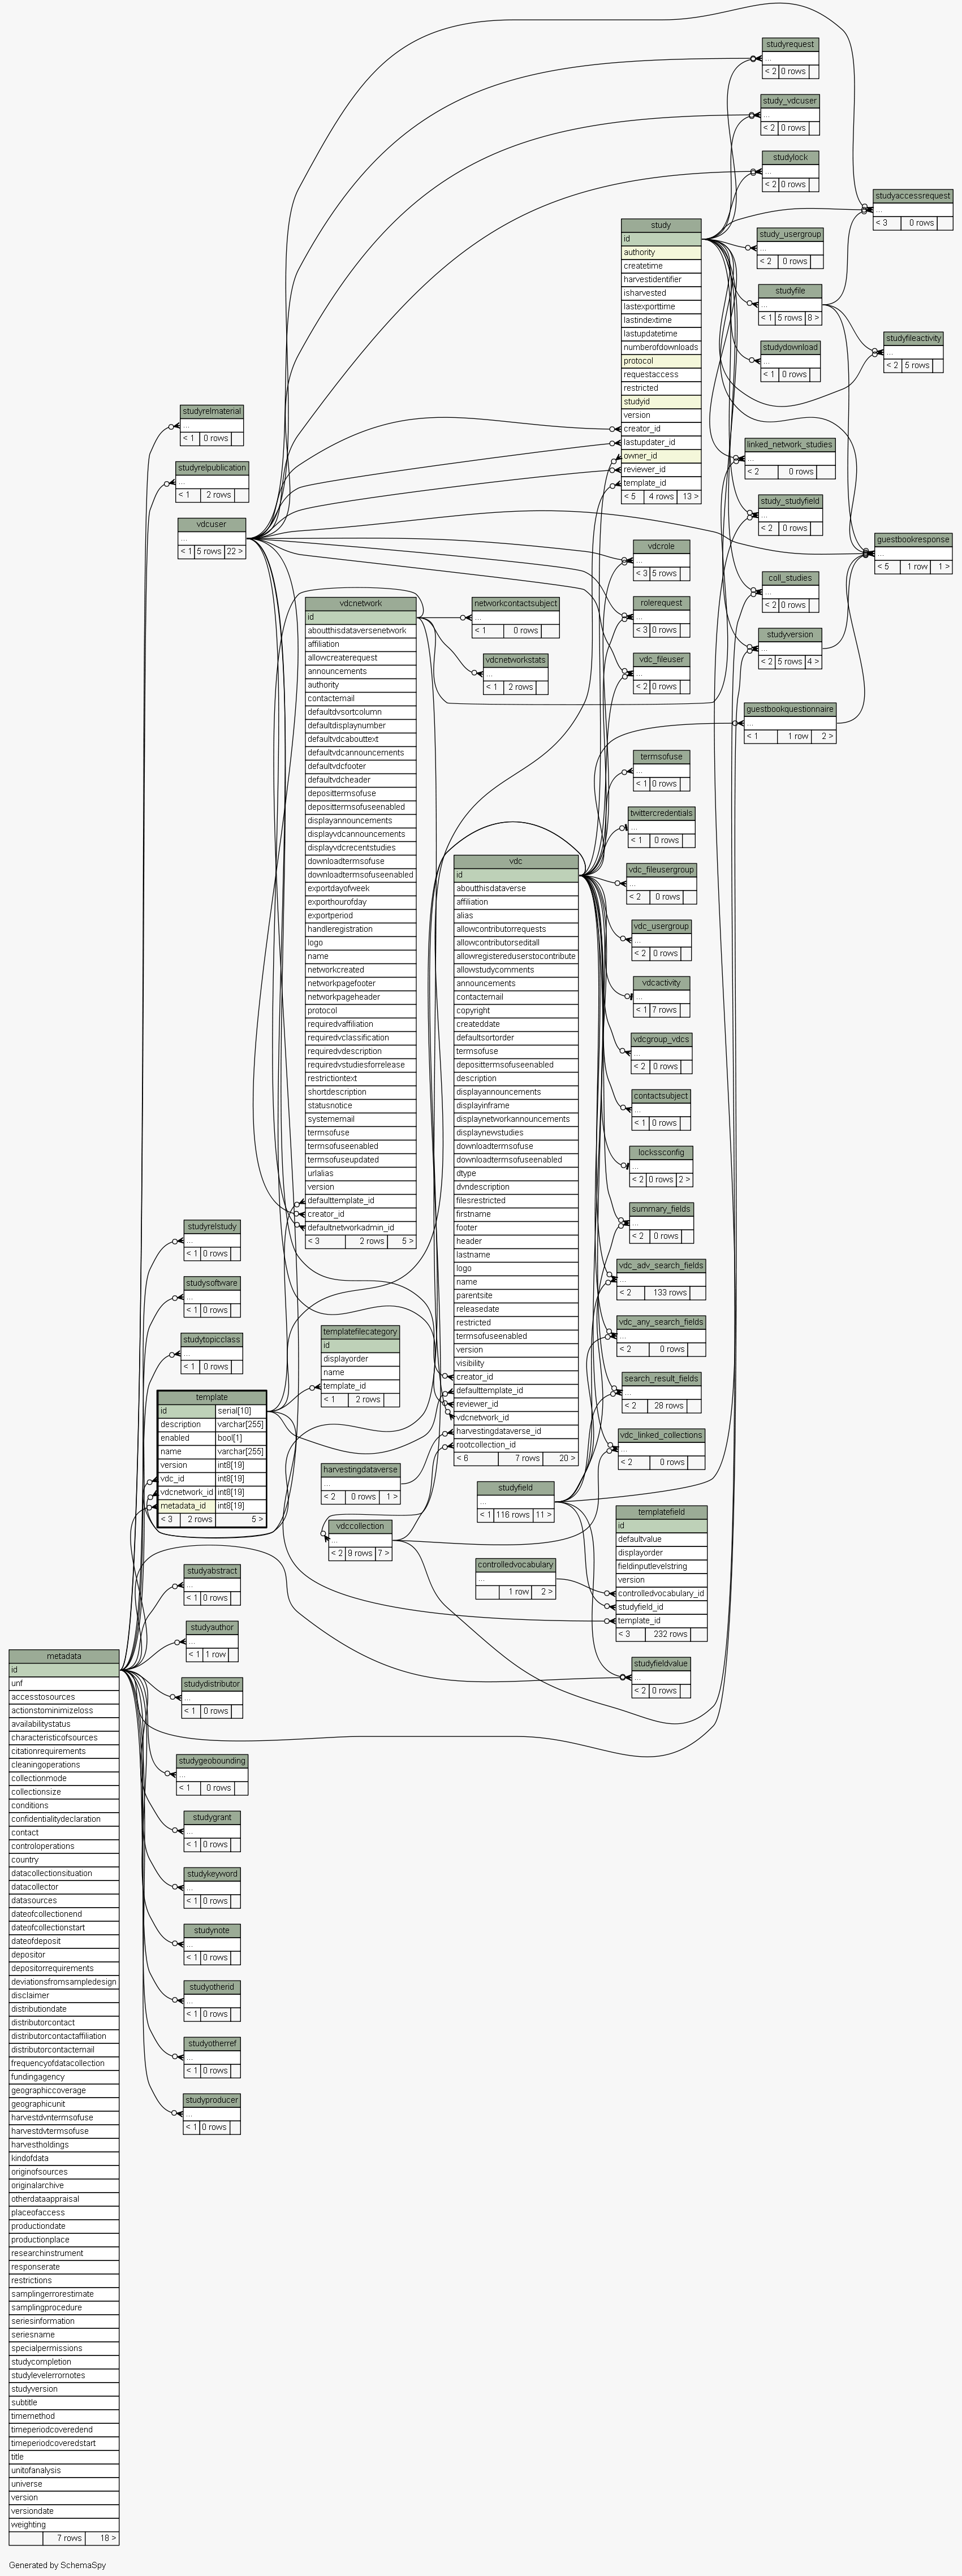 studyrequest
...
< 2 0 rows
study_vdcuser
...
< 2 0 rows
studylock
...
< 2 0 rows
studyaccessrequest
...
< 3 0 rows
study
id
authority
createtime
harvestidentifier
isharvested
lastexporttime
lastindextime
lastupdatetime
numberofdownloads
protocol
requestaccess
restricted
studyid
version
creator_id
lastupdater_id
owner_id
reviewer_id
template_id
< 5 4 rows 13 >
study_usergroup
...
< 2 0 rows
studyfile
...
< 1 5 rows 8 >
studyfileactivity
...
< 2 5 rows
studydownload
...
< 1 0 rows
studyrelmaterial
...
< 1 0 rows
linked_network_studies
...
< 2 0 rows
studyrelpublication
...
< 1 2 rows
study_studyfield
...
< 2 0 rows
vdcuser
...
< 1 5 rows 22 >
guestbookresponse
...
< 5 1 row 1 >
vdcrole
...
< 3 5 rows
coll_studies
...
< 2 0 rows
vdcnetwork
id
aboutthisdataversenetwork
affiliation
allowcreaterequest
announcements
authority
contactemail
defaultdvsortcolumn
defaultdisplaynumber
defaultvdcabouttext
defaultvdcannouncements
defaultvdcfooter
defaultvdcheader
deposittermsofuse
deposittermsofuseenabled
displayannouncements
displayvdcannouncements
displayvdcrecentstudies
downloadtermsofuse
downloadtermsofuseenabled
exportdayofweek
exporthourofday
exportperiod
handleregistration
logo
name
networkcreated
networkpagefooter
networkpageheader
protocol
requiredvaffiliation
requiredvclassification
requiredvdescription
requiredvstudiesforrelease
restrictiontext
shortdescription
statusnotice
systememail
termsofuse
termsofuseenabled
termsofuseupdated
urlalias
version
defaulttemplate_id
creator_id
defaultnetworkadmin_id
< 3 2 rows 5 >
networkcontactsubject
...
< 1 0 rows
rolerequest
...
< 3 0 rows
studyversion
...
< 2 5 rows 4 >
vdcnetworkstats
...
< 1 2 rows
vdc_fileuser
...
< 2 0 rows
guestbookquestionnaire
...
< 1 1 row 2 >
termsofuse
...
< 1 0 rows
twittercredentials
...
< 1 0 rows
vdc
id
aboutthisdataverse
affiliation
alias
allowcontributorrequests
allowcontributorseditall
allowregistereduserstocontribute
allowstudycomments
announcements
contactemail
copyright
createddate
defaultsortorder
termsofuse
deposittermsofuseenabled
description
displayannouncements
displayinframe
displaynetworkannouncements
displaynewstudies
downloadtermsofuse
downloadtermsofuseenabled
dtype
dvndescription
filesrestricted
firstname
footer
header
lastname
logo
name
parentsite
releasedate
restricted
termsofuseenabled
version
visibility
creator_id
defaulttemplate_id
reviewer_id
vdcnetwork_id
harvestingdataverse_id
rootcollection_id
< 6 7 rows 20 >
vdc_fileusergroup
...
< 2 0 rows
vdc_usergroup
...
< 2 0 rows
vdcactivity
...
< 1 7 rows
vdcgroup_vdcs
...
< 2 0 rows
contactsubject
...
< 1 0 rows
lockssconfig
...
< 2 0 rows 2 >
summary_fields
...
< 2 0 rows
vdc_adv_search_fields
...
< 2 133 rows
vdc_any_search_fields
...
< 2 0 rows
search_result_fields
...
< 2 28 rows
vdc_linked_collections
...
< 2 0 rows
studyrelstudy
...
< 1 0 rows
studysoftware
...
< 1 0 rows
studytopicclass
...
< 1 0 rows
templatefilecategory
id
displayorder
name
template_id
< 1 2 rows
template
id serial[10]
description varchar[255]
enabled bool[1]
name varchar[255]
version int8[19]
vdc_id int8[19]
vdcnetwork_id int8[19]
metadata_id int8[19]
< 3 2 rows 5 >
harvestingdataverse
...
< 2 0 rows 1 >
studyfield
...
< 1 116 rows 11 >
vdccollection
...
< 2 9 rows 7 >
templatefield
id
defaultvalue
displayorder
fieldinputlevelstring
version
controlledvocabulary_id
studyfield_id
template_id
< 3 232 rows
controlledvocabulary
...
1 row 2 >
studyfieldvalue
...
< 2 0 rows
studyabstract
...
< 1 0 rows
studyauthor
...
< 1 1 row
studydistributor
...
< 1 0 rows
studygeobounding
...
< 1 0 rows
studygrant
...
< 1 0 rows
studykeyword
...
< 1 0 rows
studynote
...
< 1 0 rows
studyotherid
...
< 1 0 rows
studyotherref
...
< 1 0 rows
studyproducer
...
< 1 0 rows
metadata
id
unf
accesstosources
actionstominimizeloss
availabilitystatus
characteristicofsources
citationrequirements
cleaningoperations
collectionmode
collectionsize
conditions
confidentialitydeclaration
contact
controloperations
country
datacollectionsituation
datacollector
datasources
dateofcollectionend
dateofcollectionstart
dateofdeposit
depositor
depositorrequirements
deviationsfromsampledesign
disclaimer
distributiondate
distributorcontact
distributorcontactaffiliation
distributorcontactemail
frequencyofdatacollection
fundingagency
geographiccoverage
geographicunit
harvestdvntermsofuse
harvestdvtermsofuse
harvestholdings
kindofdata
originofsources
originalarchive
otherdataappraisal
placeofaccess
productiondate
productionplace
researchinstrument
responserate
restrictions
samplingerrorestimate
samplingprocedure
seriesinformation
seriesname
specialpermissions
studycompletion
studylevelerrornotes
studyversion
subtitle
timemethod
timeperiodcoveredend
timeperiodcoveredstart
title
unitofanalysis
universe
version
versiondate
weighting
7 rows 18 >
Generated by SchemaSpy